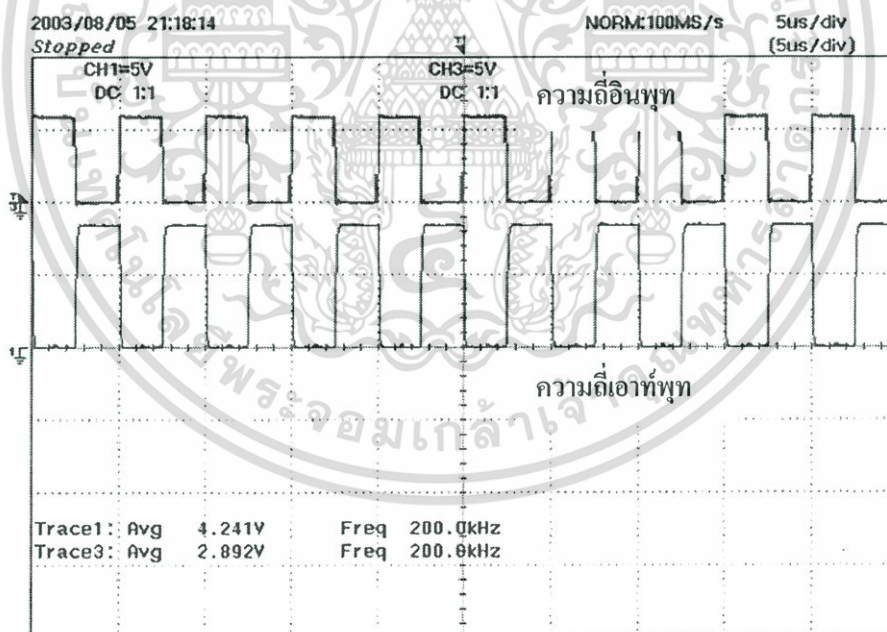 2003/08/05 21:18:14 NORM:100MS/s 5us/div
Stopped (5us/div)
CH1=5V CH3=5V
DC 1:1 DC 1:1 ความถี่อินพุท
ความถี่เอาท์พุท
Trace1: Avg 4.241V Freq 200.0kHz
Trace3: Avg 2.892V Freq 200.0kHz